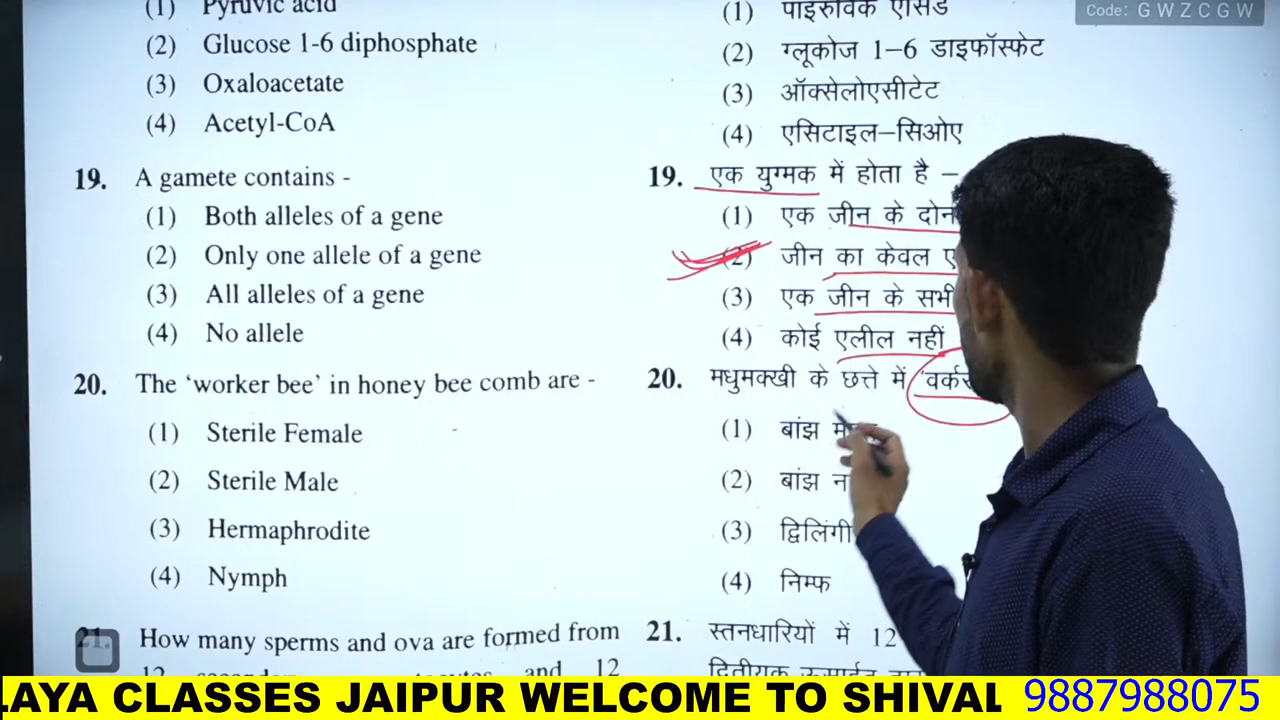 (1) Pyruvic acid
(2) Glucose 1-6 diphosphate
(3) Oxaloacetate
(4) Acetyl-CoA
19. A gamete contains -
(1) Both alleles of a gene
(2) Only one allele of a gene
(3) All alleles of a gene
(4) No allele
20. The ‘worker bee’ in honey bee comb are -
(1) Sterile Female
(2) Sterile Male
(3) Hermaphrodite
(4) Nymph
21. How many sperms and ova are formed from
12 and 12
(1) पाइरुविक एसिड
(2) ग्लूकोज 1–6 डाइफॉस्फेट
(3) ऑक्सेलोएसीटेट
(4) एसिटाइल–सिओए
19. एक युग्मक में होता है –
(1) एक जीन के
(2) जीन का केवल
(3) एक जीन के सभी
(4) कोई एलील नहीं
20. मधुमक्खी के छत्ते में
(1) बांझ
(2) बांझ
(3) द्विलिंगी
(4) निम्फ
21. स्तनधारियों में 12
Code: G W Z C G W
LAYA CLASSES JAIPUR WELCOME TO SHIVAL 9887988075